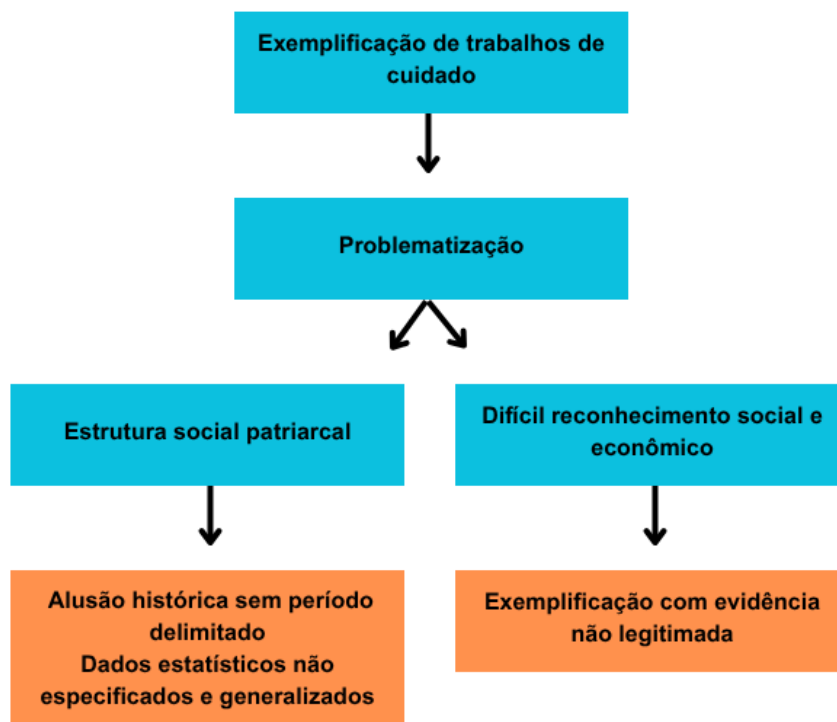 Exemplificação de trabalhos de
cuidado
Problematização
Estrutura social patriarcal
Difícil reconhecimento social e
econômico
Alusão histórica sem período
delimitado
Dados estatísticos não
especificados e generalizados
Exemplificação com evidência
não legitimada